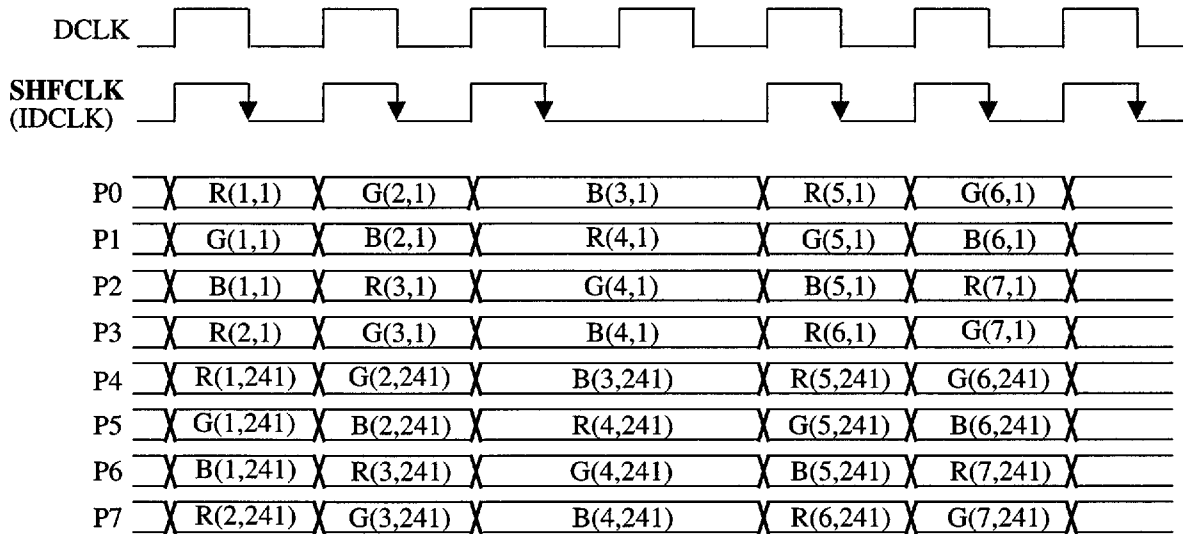 DCLK
SHFCLK
(IDCLK)
P0 R(1,1) G(2,1) B(3,1) R(5,1) G(6,1)
P1 G(1,1) B(2,1) R(4,1) G(5,1) B(6,1)
P2 B(1,1) R(3,1) G(4,1) B(5,1) R(7,1)
P3 R(2,1) G(3,1) B(4,1) R(6,1) G(7,1)
P4 R(1,241) G(2,241) B(3,241) R(5,241) G(6,241)
P5 G(1,241) B(2,241) R(4,241) G(5,241) B(6,241)
P6 B(1,241) R(3,241) G(4,241) B(5,241) R(7,241)
P7 R(2,241) G(3,241) B(4,241) R(6,241) G(7,241)